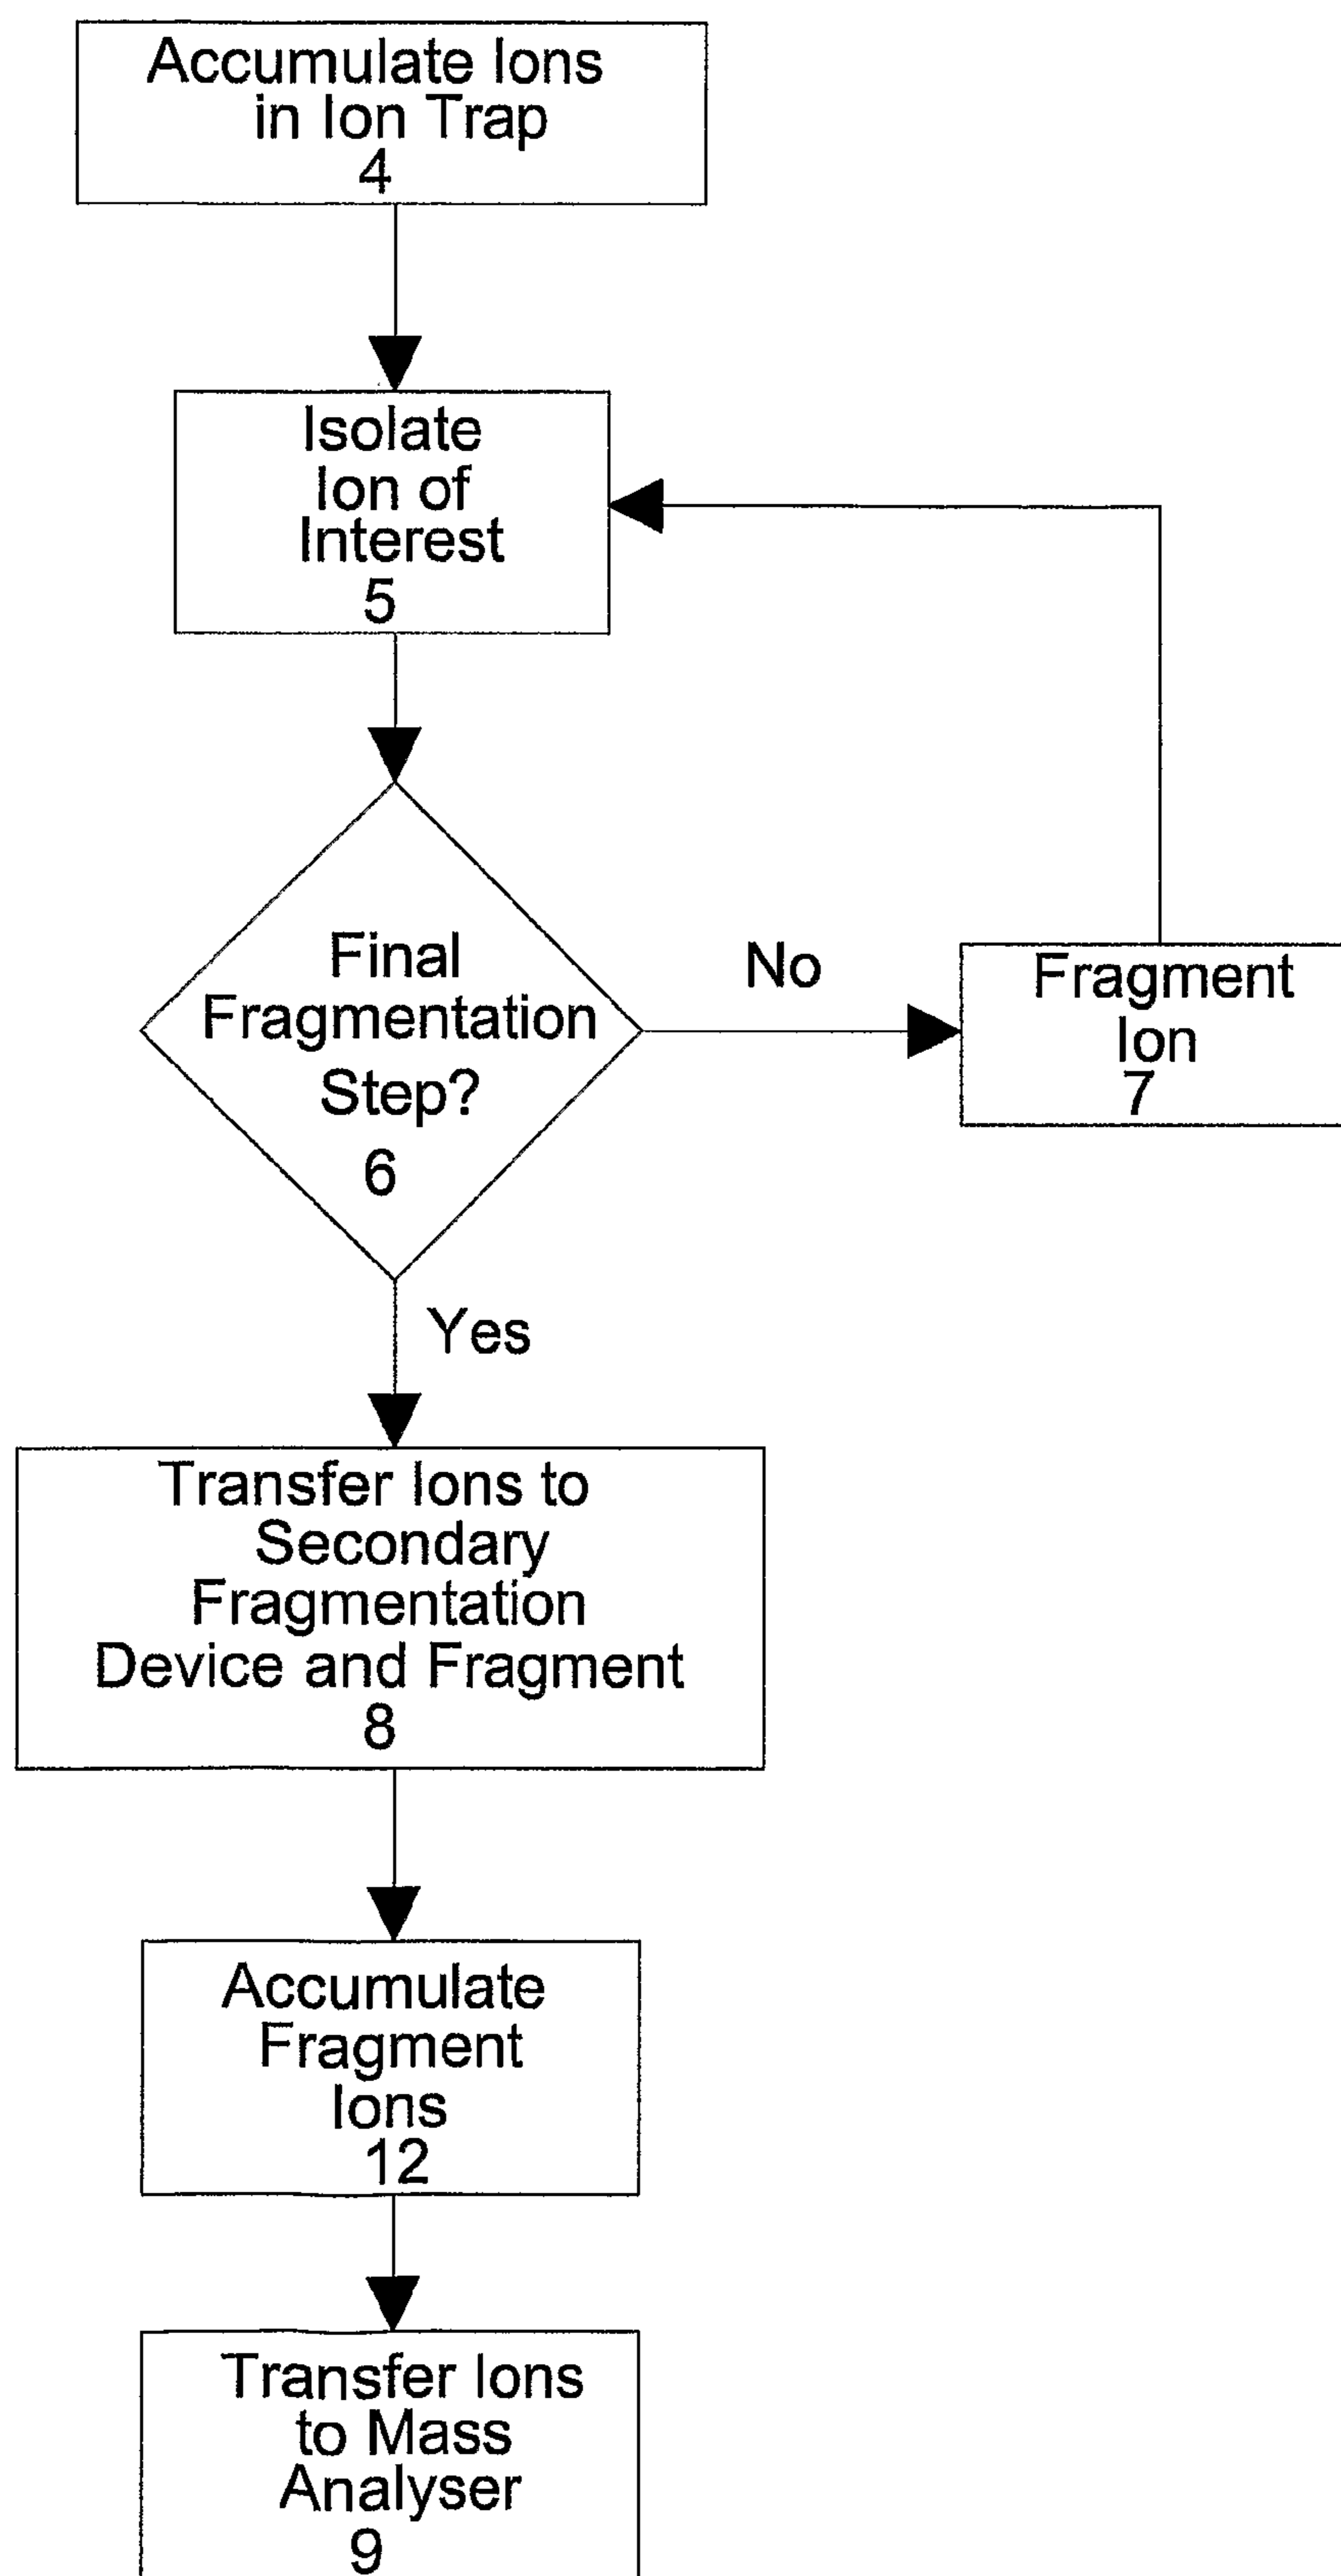 Accumulate Ions
in Ion Trap
4
Isolate
Ion of
Interest
5
Final
Fragmentation
Step?
6
No
Fragment
Ion
7
Yes
Transfer Ions to
Secondary
Fragmentation
Device and Fragment
8
Accumulate
Fragment
Ions
12
Transfer Ions
to Mass
Analyser
9